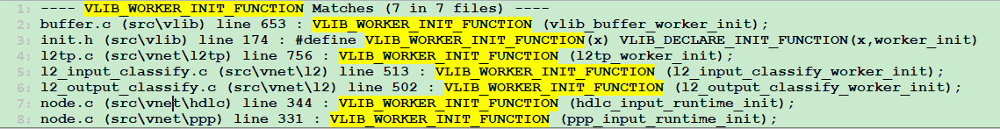 1: ---- VLIB_WORKER_INIT_FUNCTION Matches (7 in 7 files) ----
2: buffer.c (src\vlib) line 653 : VLIB_WORKER_INIT_FUNCTION (vlib_buffer_worker_init);
3: init.h (src\vlib) line 174 : #define VLIB_WORKER_INIT_FUNCTION(x) VLIB_DECLARE_INIT_FUNCTION(x,worker_init)
4: l2tp.c (src\vnet\l2tp) line 756 : VLIB_WORKER_INIT_FUNCTION (l2tp_worker_init);
5: l2_input_classify.c (src\vnet\l2) line 513 : VLIB_WORKER_INIT_FUNCTION (l2_input_classify_worker_init);
6: l2_output_classify.c (src\vnet\l2) line 502 : VLIB_WORKER_INIT_FUNCTION (l2_output_classify_worker_init);
7: node.c (src\vnet\hdlc) line 344 : VLIB_WORKER_INIT_FUNCTION (hdlc_input_runtime_init);
8: node.c (src\vnet\ppp) line 331 : VLIB_WORKER_INIT_FUNCTION (ppp_input_runtime_init);